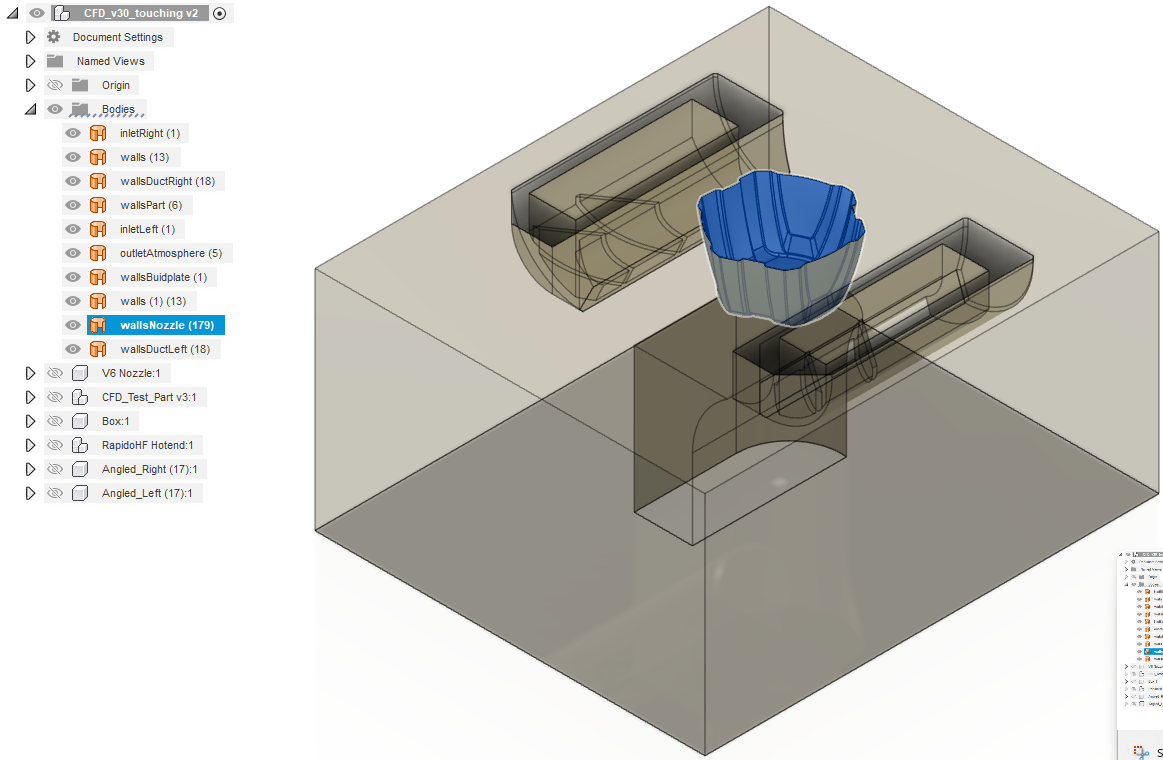 CFD_v30_touching v2
Document Settings
Named Views
Origin
Bodies
inletRight (1)
walls (13)
wallsDuctRight (18)
wallsPart (6)
inletLeft (1)
outletAtmosphere (5)
wallsBuidplate (1)
walls (1) (13)
wallsNozzle (179)
wallsDuctLeft (18)
V6 Nozzle:1
CFD_Test_Part v3:1
Box:1
RapidoHF Hotend:1
Angled_Right (17):1
Angled_Left (17):1